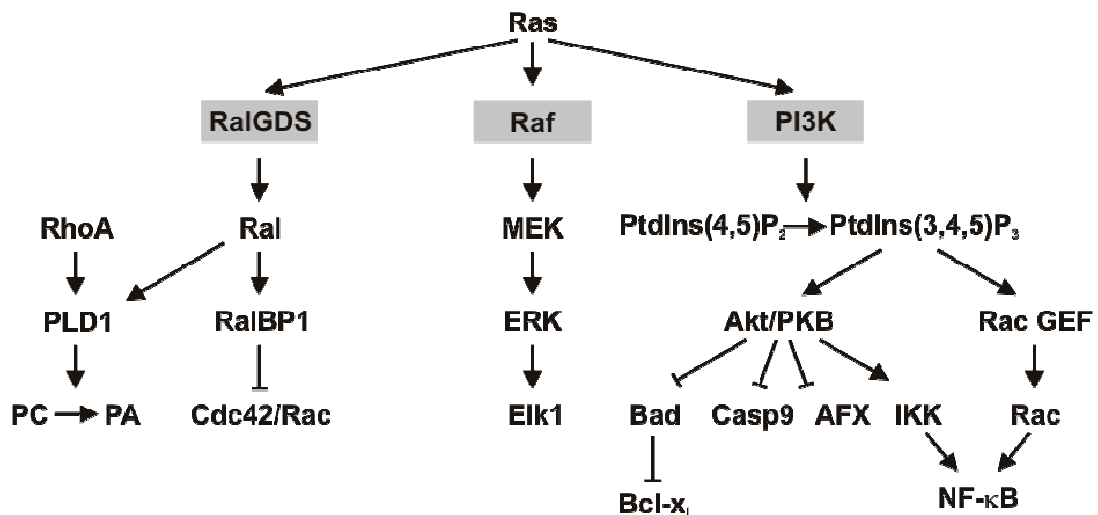 Ras
RalGDS Raf PI3K
RhoA Ral MEK PtdIns(4,5)P₂ PtdIns(3,4,5)P₃
PLD1 RalBP1 ERK Akt/PKB Rac GEF
PC PA Cdc42/Rac Elk1 Bad Casp9 AFX IKK Rac
Bcl-xL NF-κB